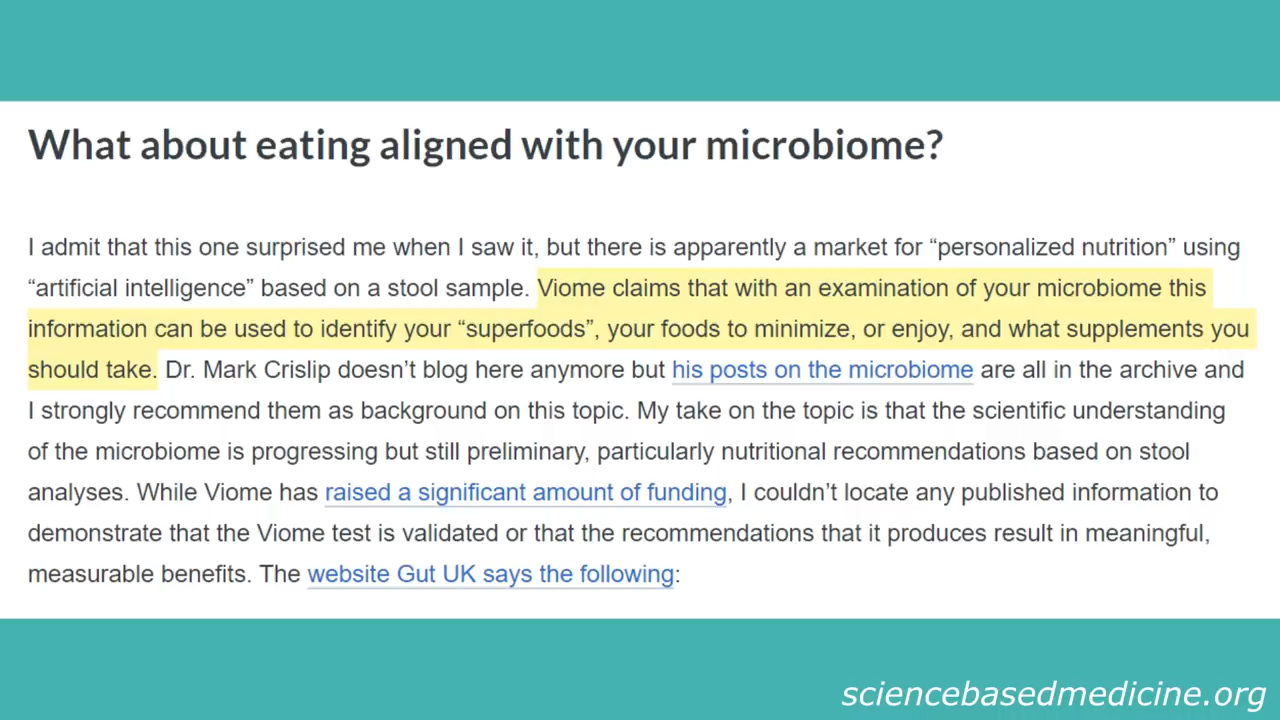 What about eating aligned with your microbiome?
I admit that this one surprised me when I saw it, but there is apparently a market for “personalized nutrition” using
“artificial intelligence” based on a stool sample. Viome claims that with an examination of your microbiome this
information can be used to identify your “superfoods”, your foods to minimize, or enjoy, and what supplements you
should take. Dr. Mark Crislip doesn’t blog here anymore but his posts on the microbiome are all in the archive and
I strongly recommend them as background on this topic. My take on the topic is that the scientific understanding
of the microbiome is progressing but still preliminary, particularly nutritional recommendations based on stool
analyses. While Viome has raised a significant amount of funding, I couldn’t locate any published information to
demonstrate that the Viome test is validated or that the recommendations that it produces result in meaningful,
measurable benefits. The website Gut UK says the following:
sciencebasedmedicine.org